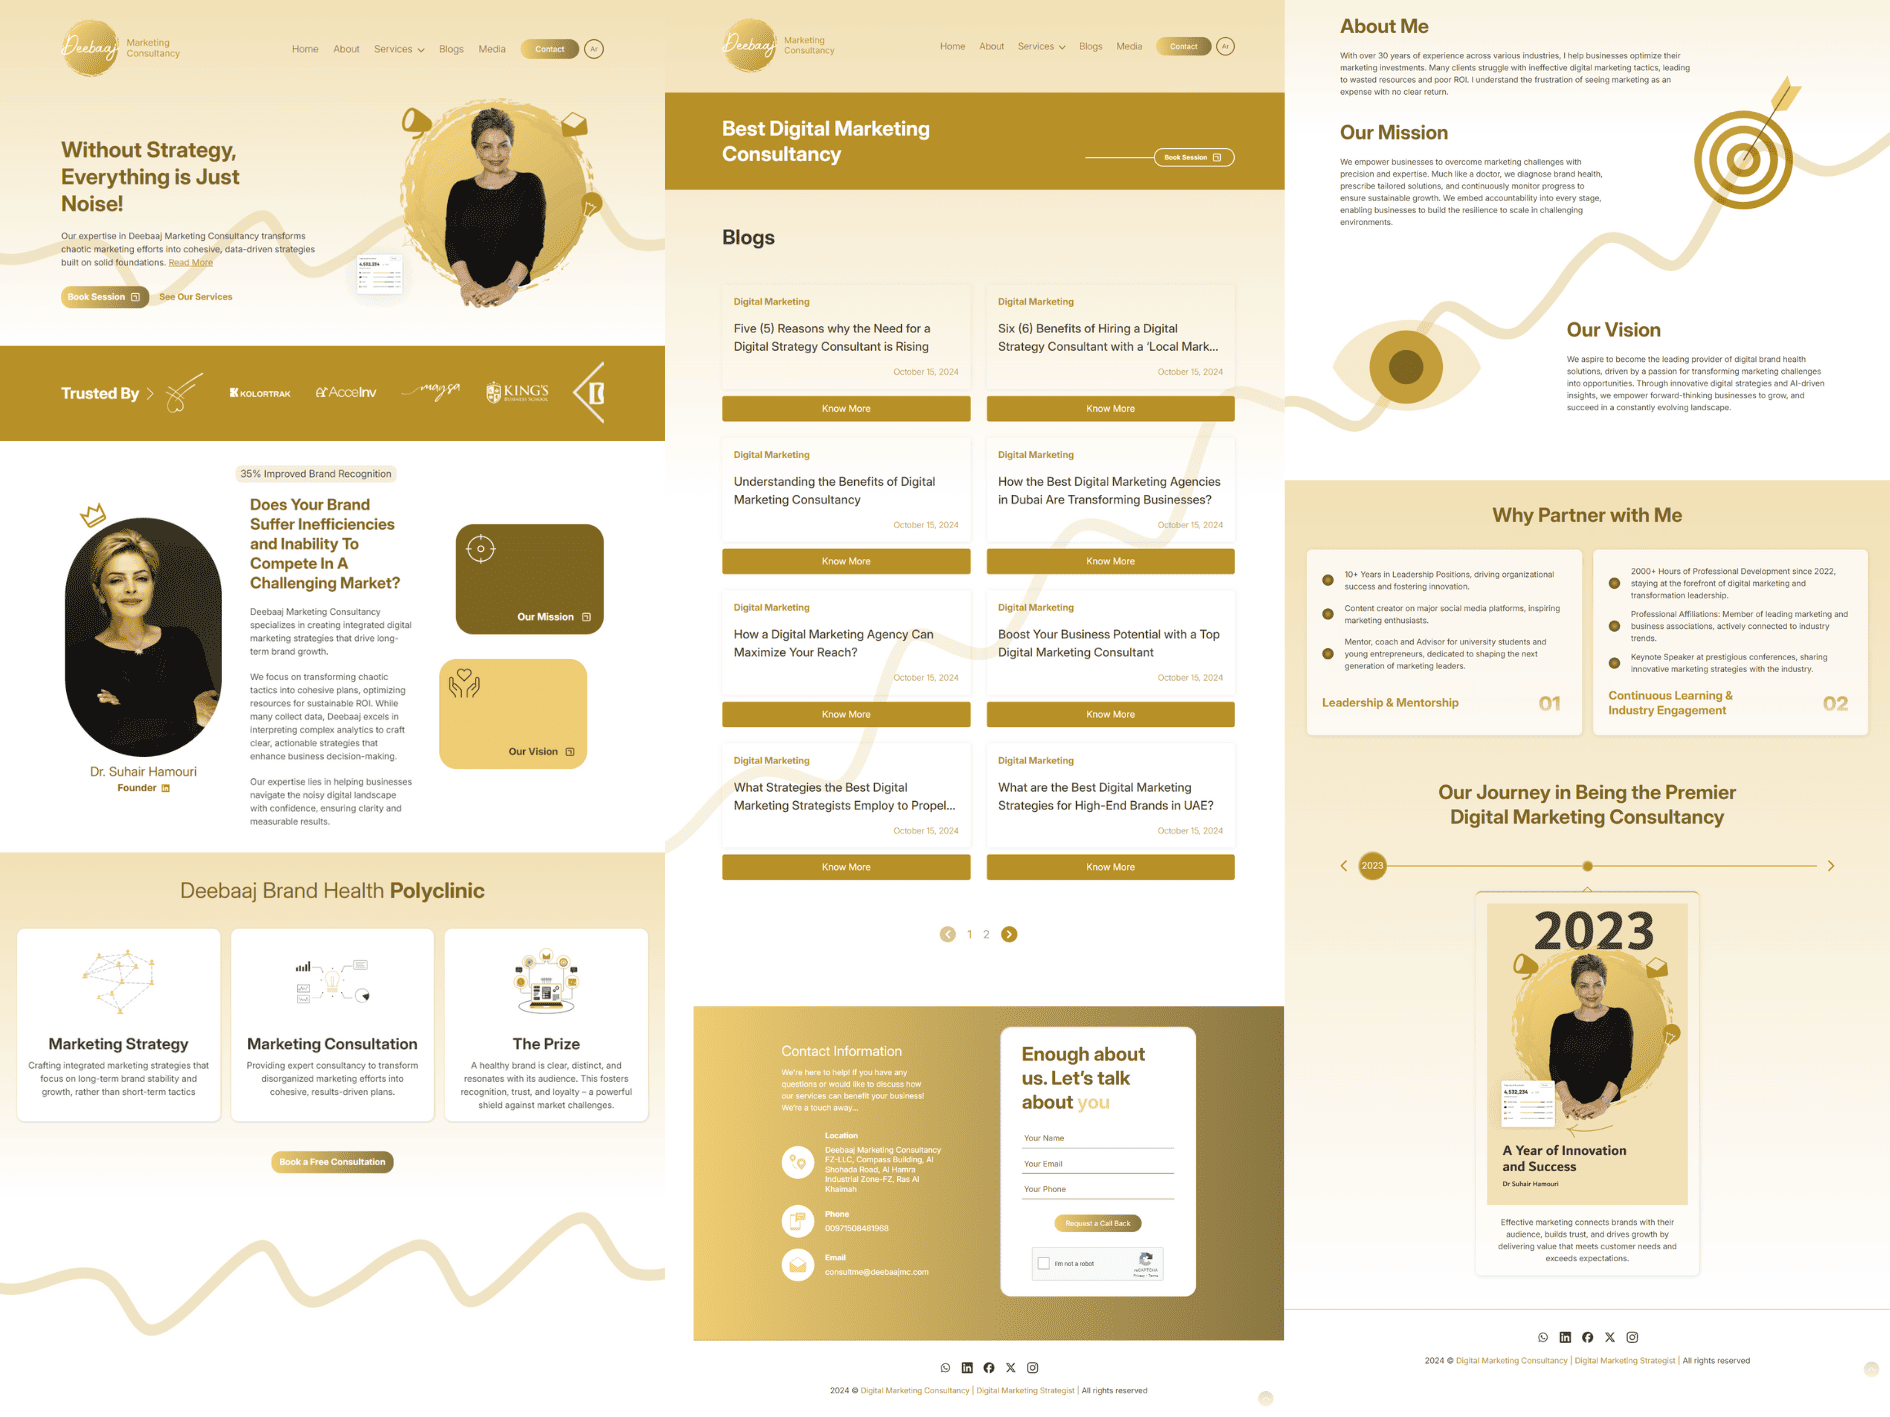 Deebaaj
Marketing
Consultancy
Home About Services Blogs Media Contact Ar
Without Strategy,
Everything is Just
Noise!
Our expertise in Deebaaj Marketing Consultancy transforms
chaotic marketing efforts into cohesive, data-driven strategies
built on solid foundations. Read More
Book Session See Our Services
4,532,234
Trusted By
KOLORTRAK
AcceInv
maysa
KING'S
BUSINESS SCHOOL
35% Improved Brand Recognition
Does Your Brand
Suffer Inefficiencies
and Inability To
Compete In A
Challenging Market?
Deebaaj Marketing Consultancy
specializes in creating integrated digital
marketing strategies that drive long-
term brand growth.
We focus on transforming chaotic
tactics into cohesive plans, optimizing
resources for sustainable ROI. While
many collect data, Deebaaj excels in
interpreting complex analytics to craft
clear, actionable strategies that
enhance business decision-making.
Our expertise lies in helping businesses
navigate the noisy digital landscape
with confidence, ensuring clarity and
measurable results.
Dr. Suhair Hamouri
Founder
Our Mission
Our Vision
Deebaaj Brand Health Polyclinic
Marketing Strategy
Crafting integrated marketing strategies that
focus on long-term brand stability and
growth, rather than short-term tactics
Marketing Consultation
Providing expert consultancy to transform
disorganized marketing efforts into
cohesive, results-driven plans.
The Prize
A healthy brand is clear, distinct, and
resonates with its audience. This fosters
recognition, trust, and loyalty – a powerful
shield against market challenges.
Book a Free Consultation
Deebaaj
Marketing
Consultancy
Home About Services Blogs Media Contact Ar
Best Digital Marketing
Consultancy
Book Session
Blogs
Digital Marketing
Five (5) Reasons why the Need for a
Digital Strategy Consultant is Rising
October 15, 2024
Know More
Digital Marketing
Six (6) Benefits of Hiring a Digital
Strategy Consultant with a 'Local Mark...
October 15, 2024
Know More
Digital Marketing
Understanding the Benefits of Digital
Marketing Consultancy
October 15, 2024
Know More
Digital Marketing
How the Best Digital Marketing Agencies
in Dubai Are Transforming Businesses?
October 15, 2024
Know More
Digital Marketing
How a Digital Marketing Agency Can
Maximize Your Reach?
October 15, 2024
Know More
Digital Marketing
Boost Your Business Potential with a Top
Digital Marketing Consultant
October 15, 2024
Know More
Digital Marketing
What Strategies the Best Digital
Marketing Strategists Employ to Propel...
October 15, 2024
Know More
Digital Marketing
What are the Best Digital Marketing
Strategies for High-End Brands in UAE?
October 15, 2024
Know More
1 2
Contact Information
We're here to help! If you have any
questions or would like to discuss how
our services can benefit your business!
We're a touch away...
Location
Deebaaj Marketing Consultancy
FZ-LLC, Compass Building, Al
Shohada Road, Al Hamra
Industrial Zone-FZ, Ras Al
Khaimah
Phone
00971508481968
Email
consultme@deebaajmc.com
Enough about
us. Let's talk
about you
Your Name
Your Email
Your Phone
Request a Call Back
I'm not a robot
reCAPTCHA
Privacy - Terms
2024 © Digital Marketing Consultancy | Digital Marketing Strategist | All rights reserved
About Me
With over 30 years of experience across various industries, I help businesses optimize their
marketing investments. Many clients struggle with ineffective digital marketing tactics, leading
to wasted resources and poor ROI. I understand the frustration of seeing marketing as an
expense with no clear return.
Our Mission
We empower businesses to overcome marketing challenges with
precision and expertise. Much like a doctor, we diagnose brand health,
prescribe tailored solutions, and continuously monitor progress to
ensure sustainable growth. We embed accountability into every stage,
enabling businesses to build the resilience to scale in challenging
environments.
Our Vision
We aspire to become the leading provider of digital brand health
solutions, driven by a passion for transforming marketing challenges
into opportunities. Through innovative digital strategies and AI-driven
insights, we empower forward-thinking businesses to grow, and
succeed in a constantly evolving landscape.
Why Partner with Me
10+ Years in Leadership Positions, driving organizational
success and fostering innovation.
Content creator on major social media platforms, inspiring
marketing enthusiasts.
Mentor, coach and Advisor for university students and
young entrepreneurs, dedicated to shaping the next
generation of marketing leaders.
Leadership & Mentorship 01
2000+ Hours of Professional Development since 2022,
staying at the forefront of digital marketing and
transformation leadership.
Professional Affiliations: Member of leading marketing and
business associations, actively connected to industry
trends.
Keynote Speaker at prestigious conferences, sharing
innovative marketing strategies with the industry.
Continuous Learning &
Industry Engagement 02
Our Journey in Being the Premier
Digital Marketing Consultancy
2023
2023
4,532,234
A Year of Innovation
and Success
Dr Suhair Hamouri
Effective marketing connects brands with their
audience, builds trust, and drives growth by
delivering value that meets customer needs and
exceeds expectations.
2024 © Digital Marketing Consultancy | Digital Marketing Strategist | All rights reserved